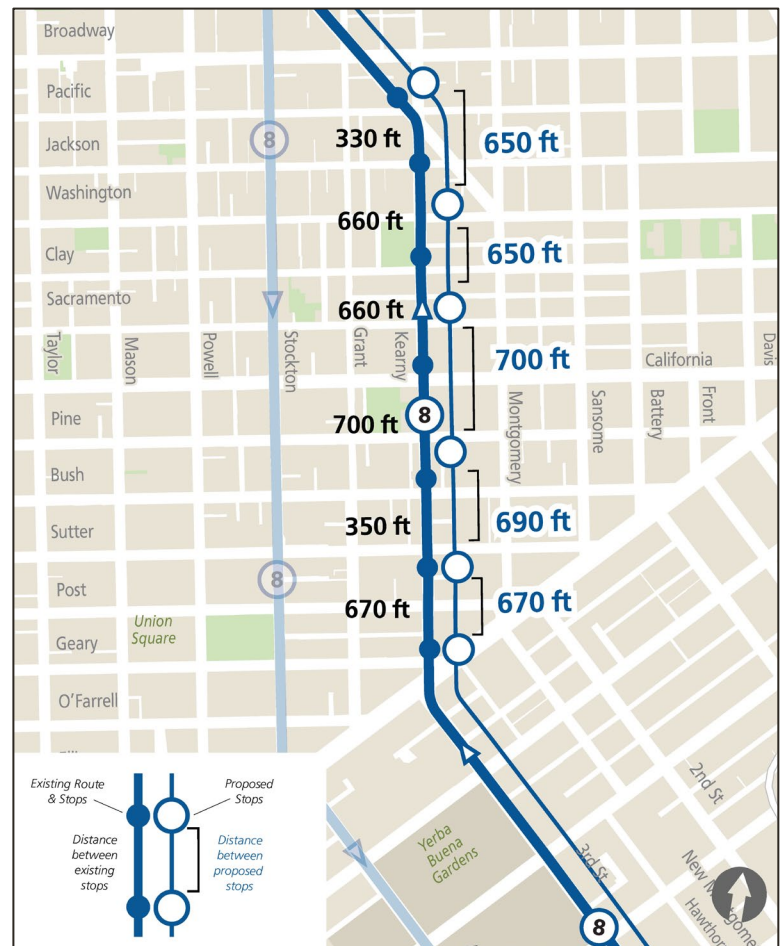 Broadway
Pacific
Jackson
Washington
Clay
Sacramento
Pine
Bush
Sutter
Post
Geary
O'Farrell
Union
Square
Taylor
Mason
Powell
Stockton
Grant
Kearny
Montgomery
Sansome
Battery
Front
Davis
California
8
8
8
8
330 ft
660 ft
660 ft
700 ft
350 ft
670 ft
650 ft
650 ft
700 ft
690 ft
670 ft
Yerba
Buena
Gardens
2nd St
3rd St
New Montgome
Hawthor
Existing Route
& Stops
Proposed
Stops
Distance
between
existing
stops
Distance
between
proposed
stops